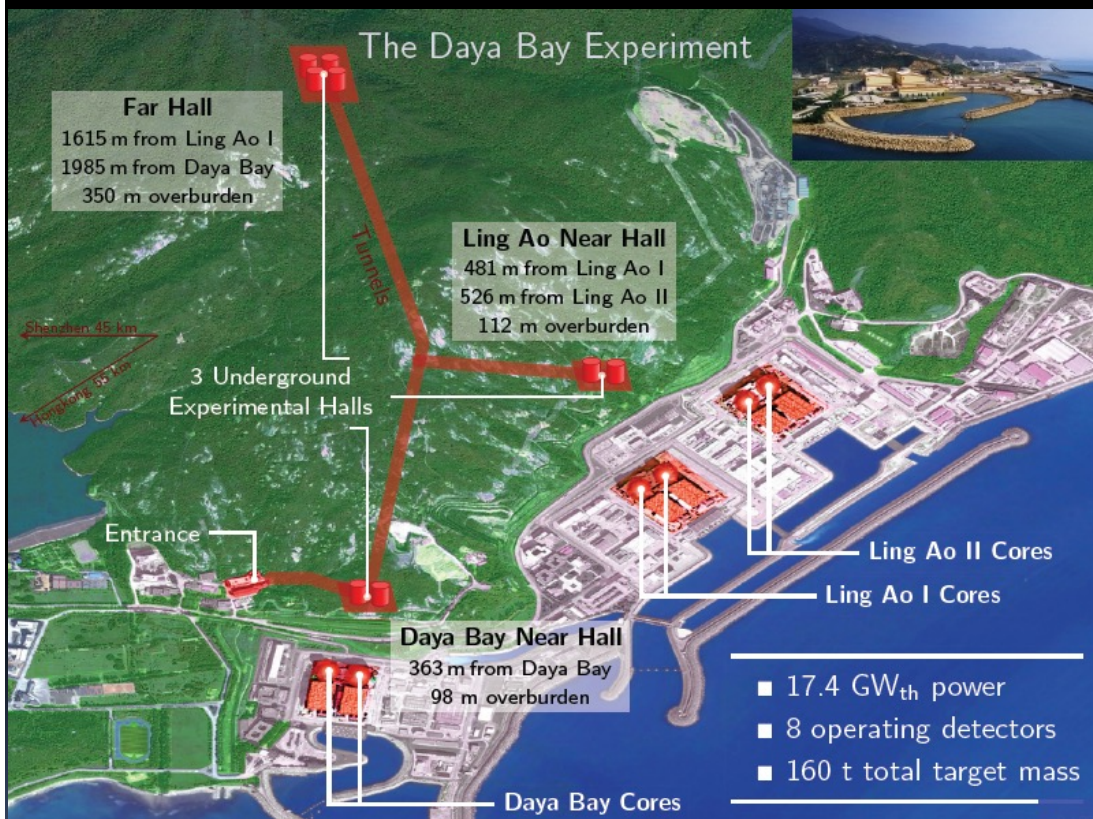 The Daya Bay Experiment
Far Hall
1615 m from Ling Ao I
1985 m from Daya Bay
350 m overburden
Tunnels
Ling Ao Near Hall
481 m from Ling Ao I
526 m from Ling Ao II
112 m overburden
Shenzhen 45 km
Hongkong 55 km
3 Underground
Experimental Halls
Entrance
Ling Ao II Cores
Ling Ao I Cores
Daya Bay Near Hall
363 m from Daya Bay
98 m overburden
■ 17.4 GWth power
■ 8 operating detectors
■ 160 t total target mass
Daya Bay Cores